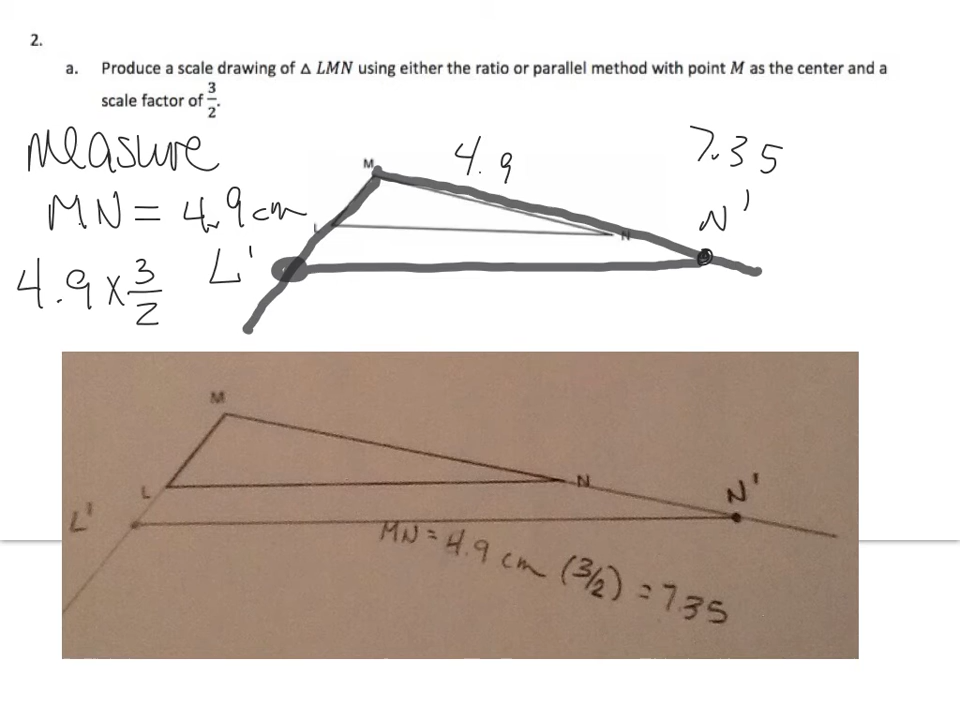 2.
a. Produce a scale drawing of △ LMN using either the ratio or parallel method with point M as the center and a
scale factor of 3/2.
Measure
MN = 4.9 cm
4.9 x 3/2
M
4.9
7.35
L
N
N'
L'
M
L
N
N'
L'
MN = 4.9 cm (3/2) = 7.35